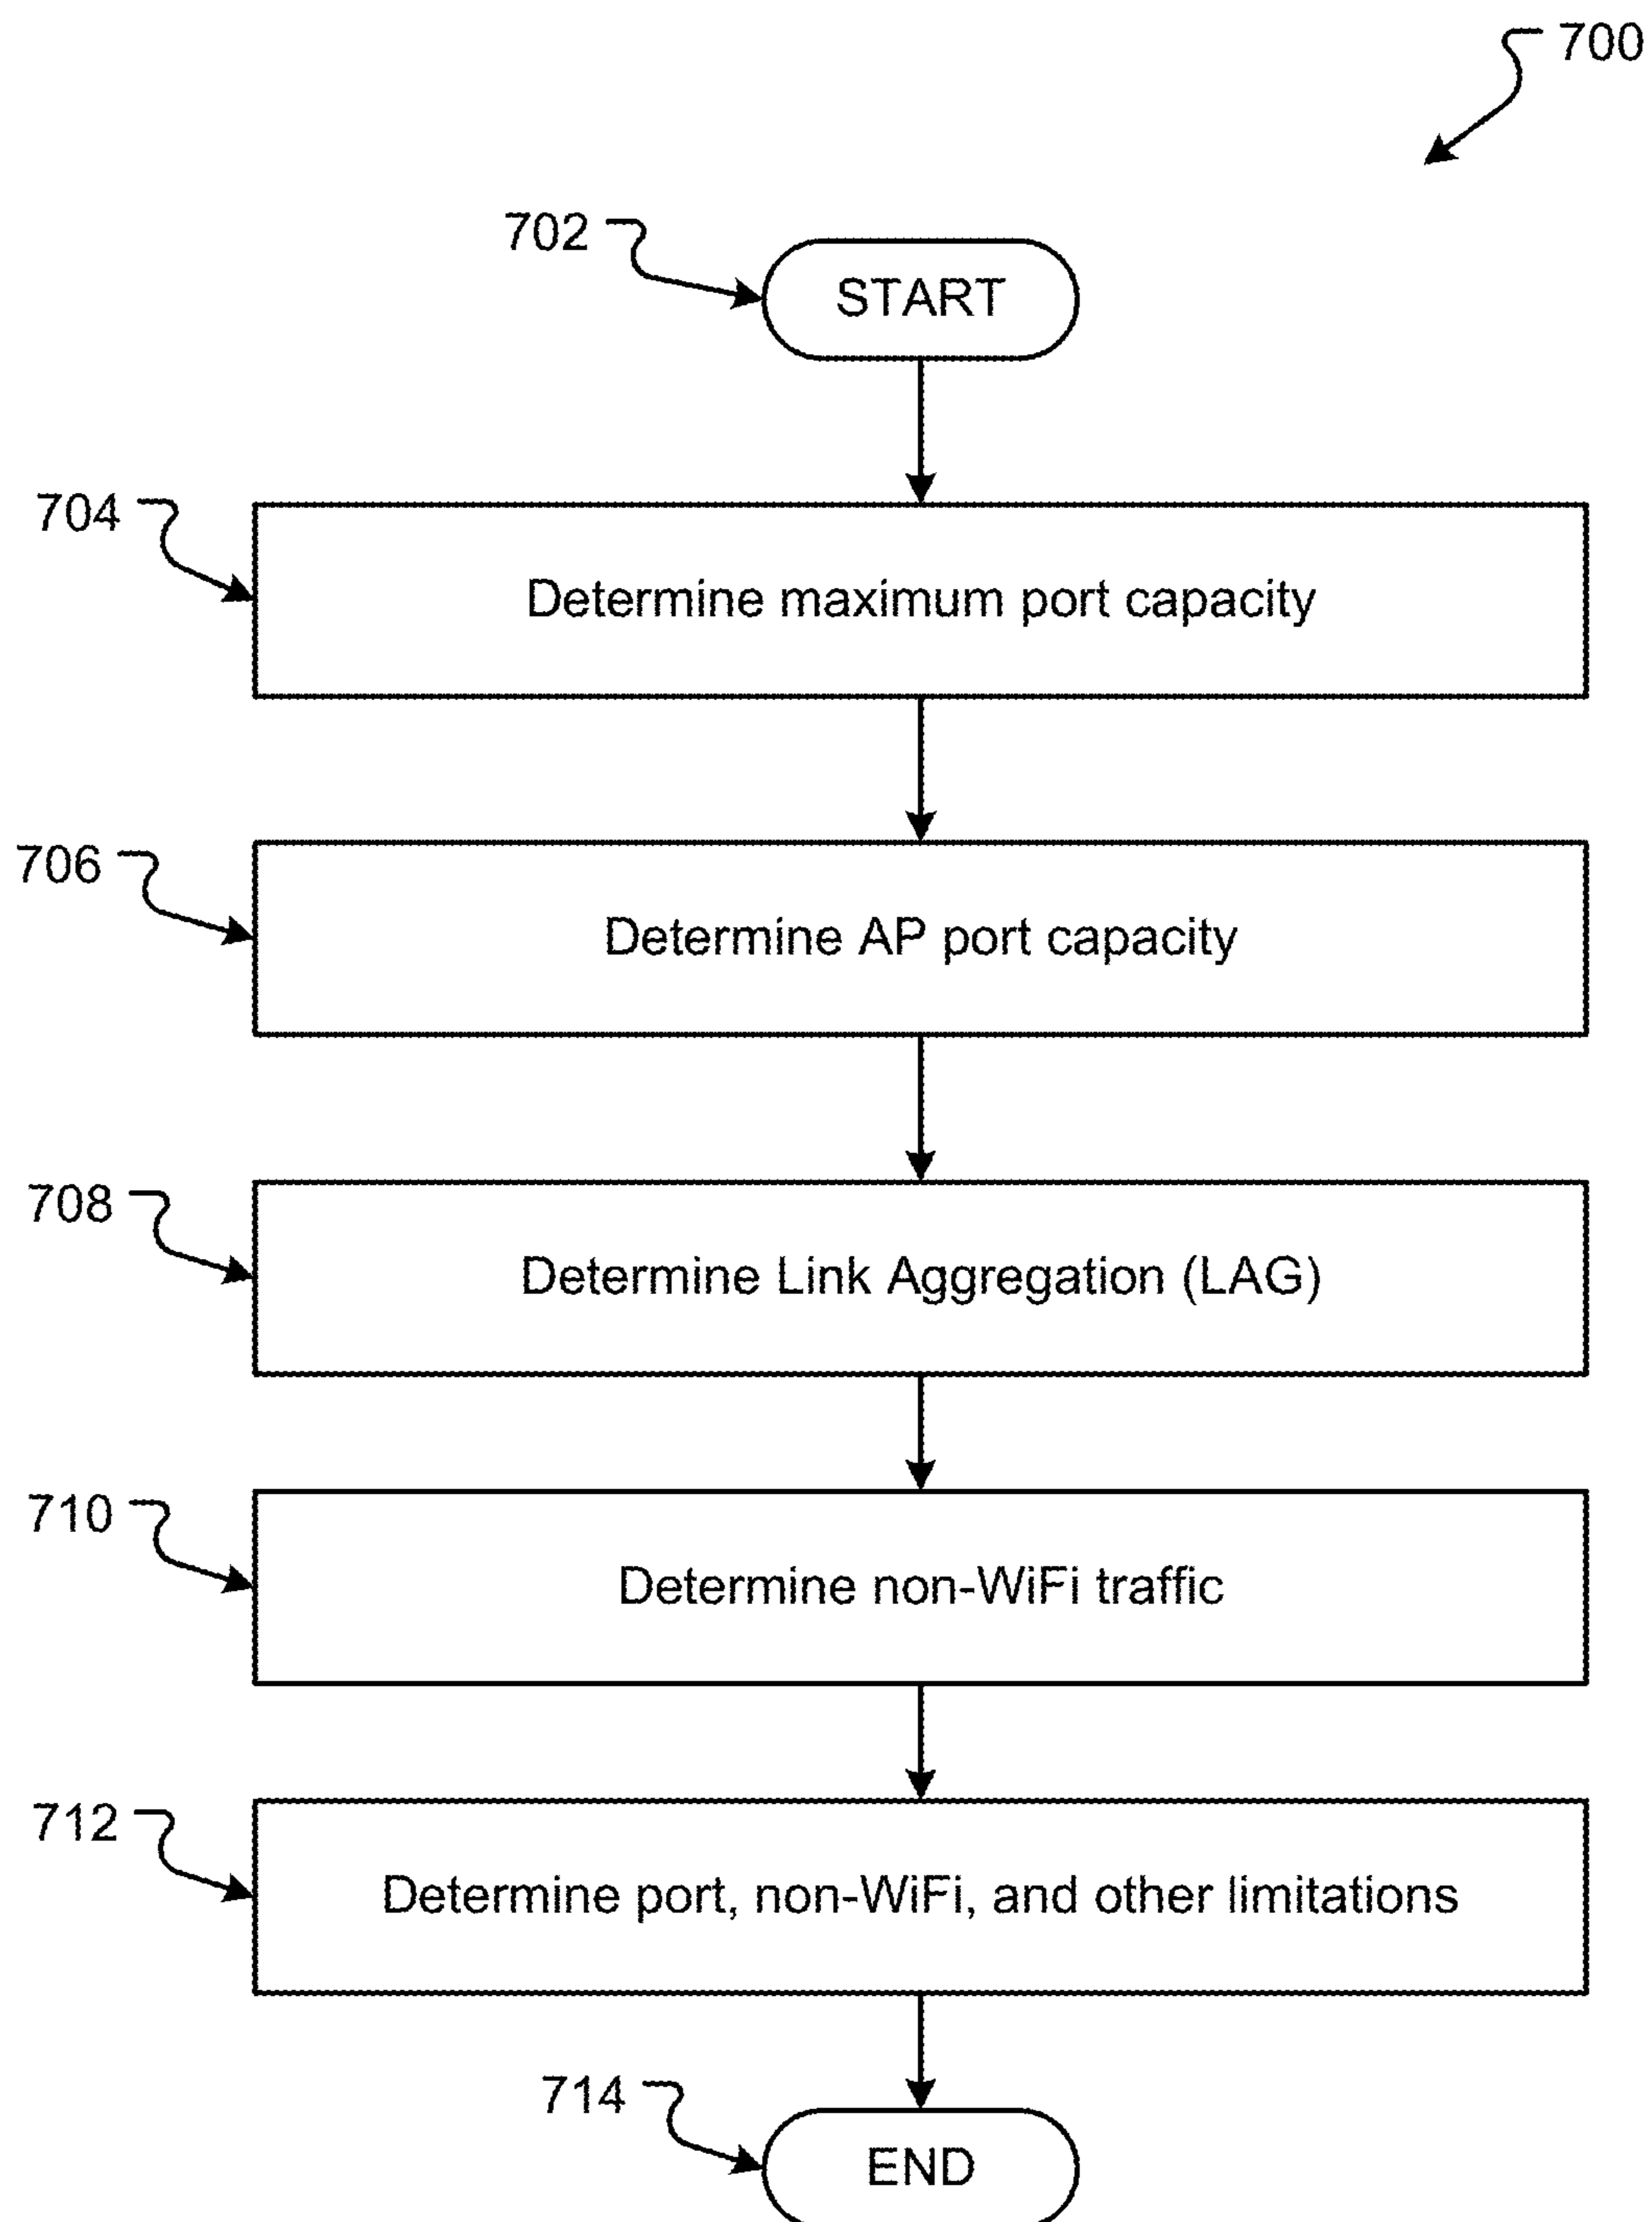 700
702
START
704
Determine maximum port capacity
706
Determine AP port capacity
708
Determine Link Aggregation (LAG)
710
Determine non-WiFi traffic
712
Determine port, non-WiFi, and other limitations
714
END